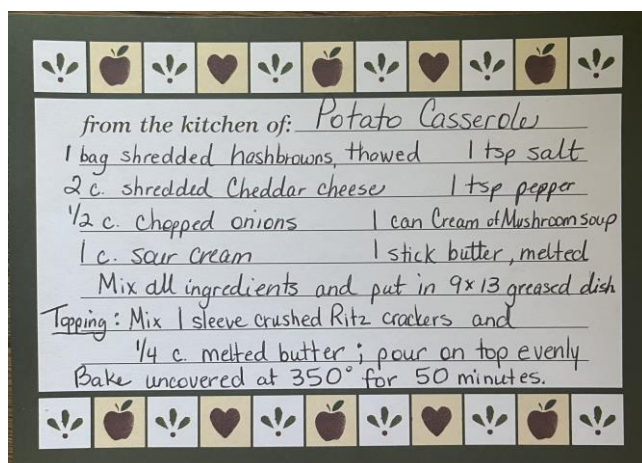 from the kitchen of: Potato Casserole
1 bag shredded hashbrowns, thawed 1 tsp salt
2 c. shredded Cheddar cheese 1 tsp pepper
1/2 c. chopped onions 1 can Cream of Mushroom soup
1 c. sour cream 1 stick butter, melted
Mix all ingredients and put in 9x13 greased dish
Topping: Mix 1 sleeve crushed Ritz crackers and
1/4 c. melted butter; pour on top evenly
Bake uncovered at 350° for 50 minutes.